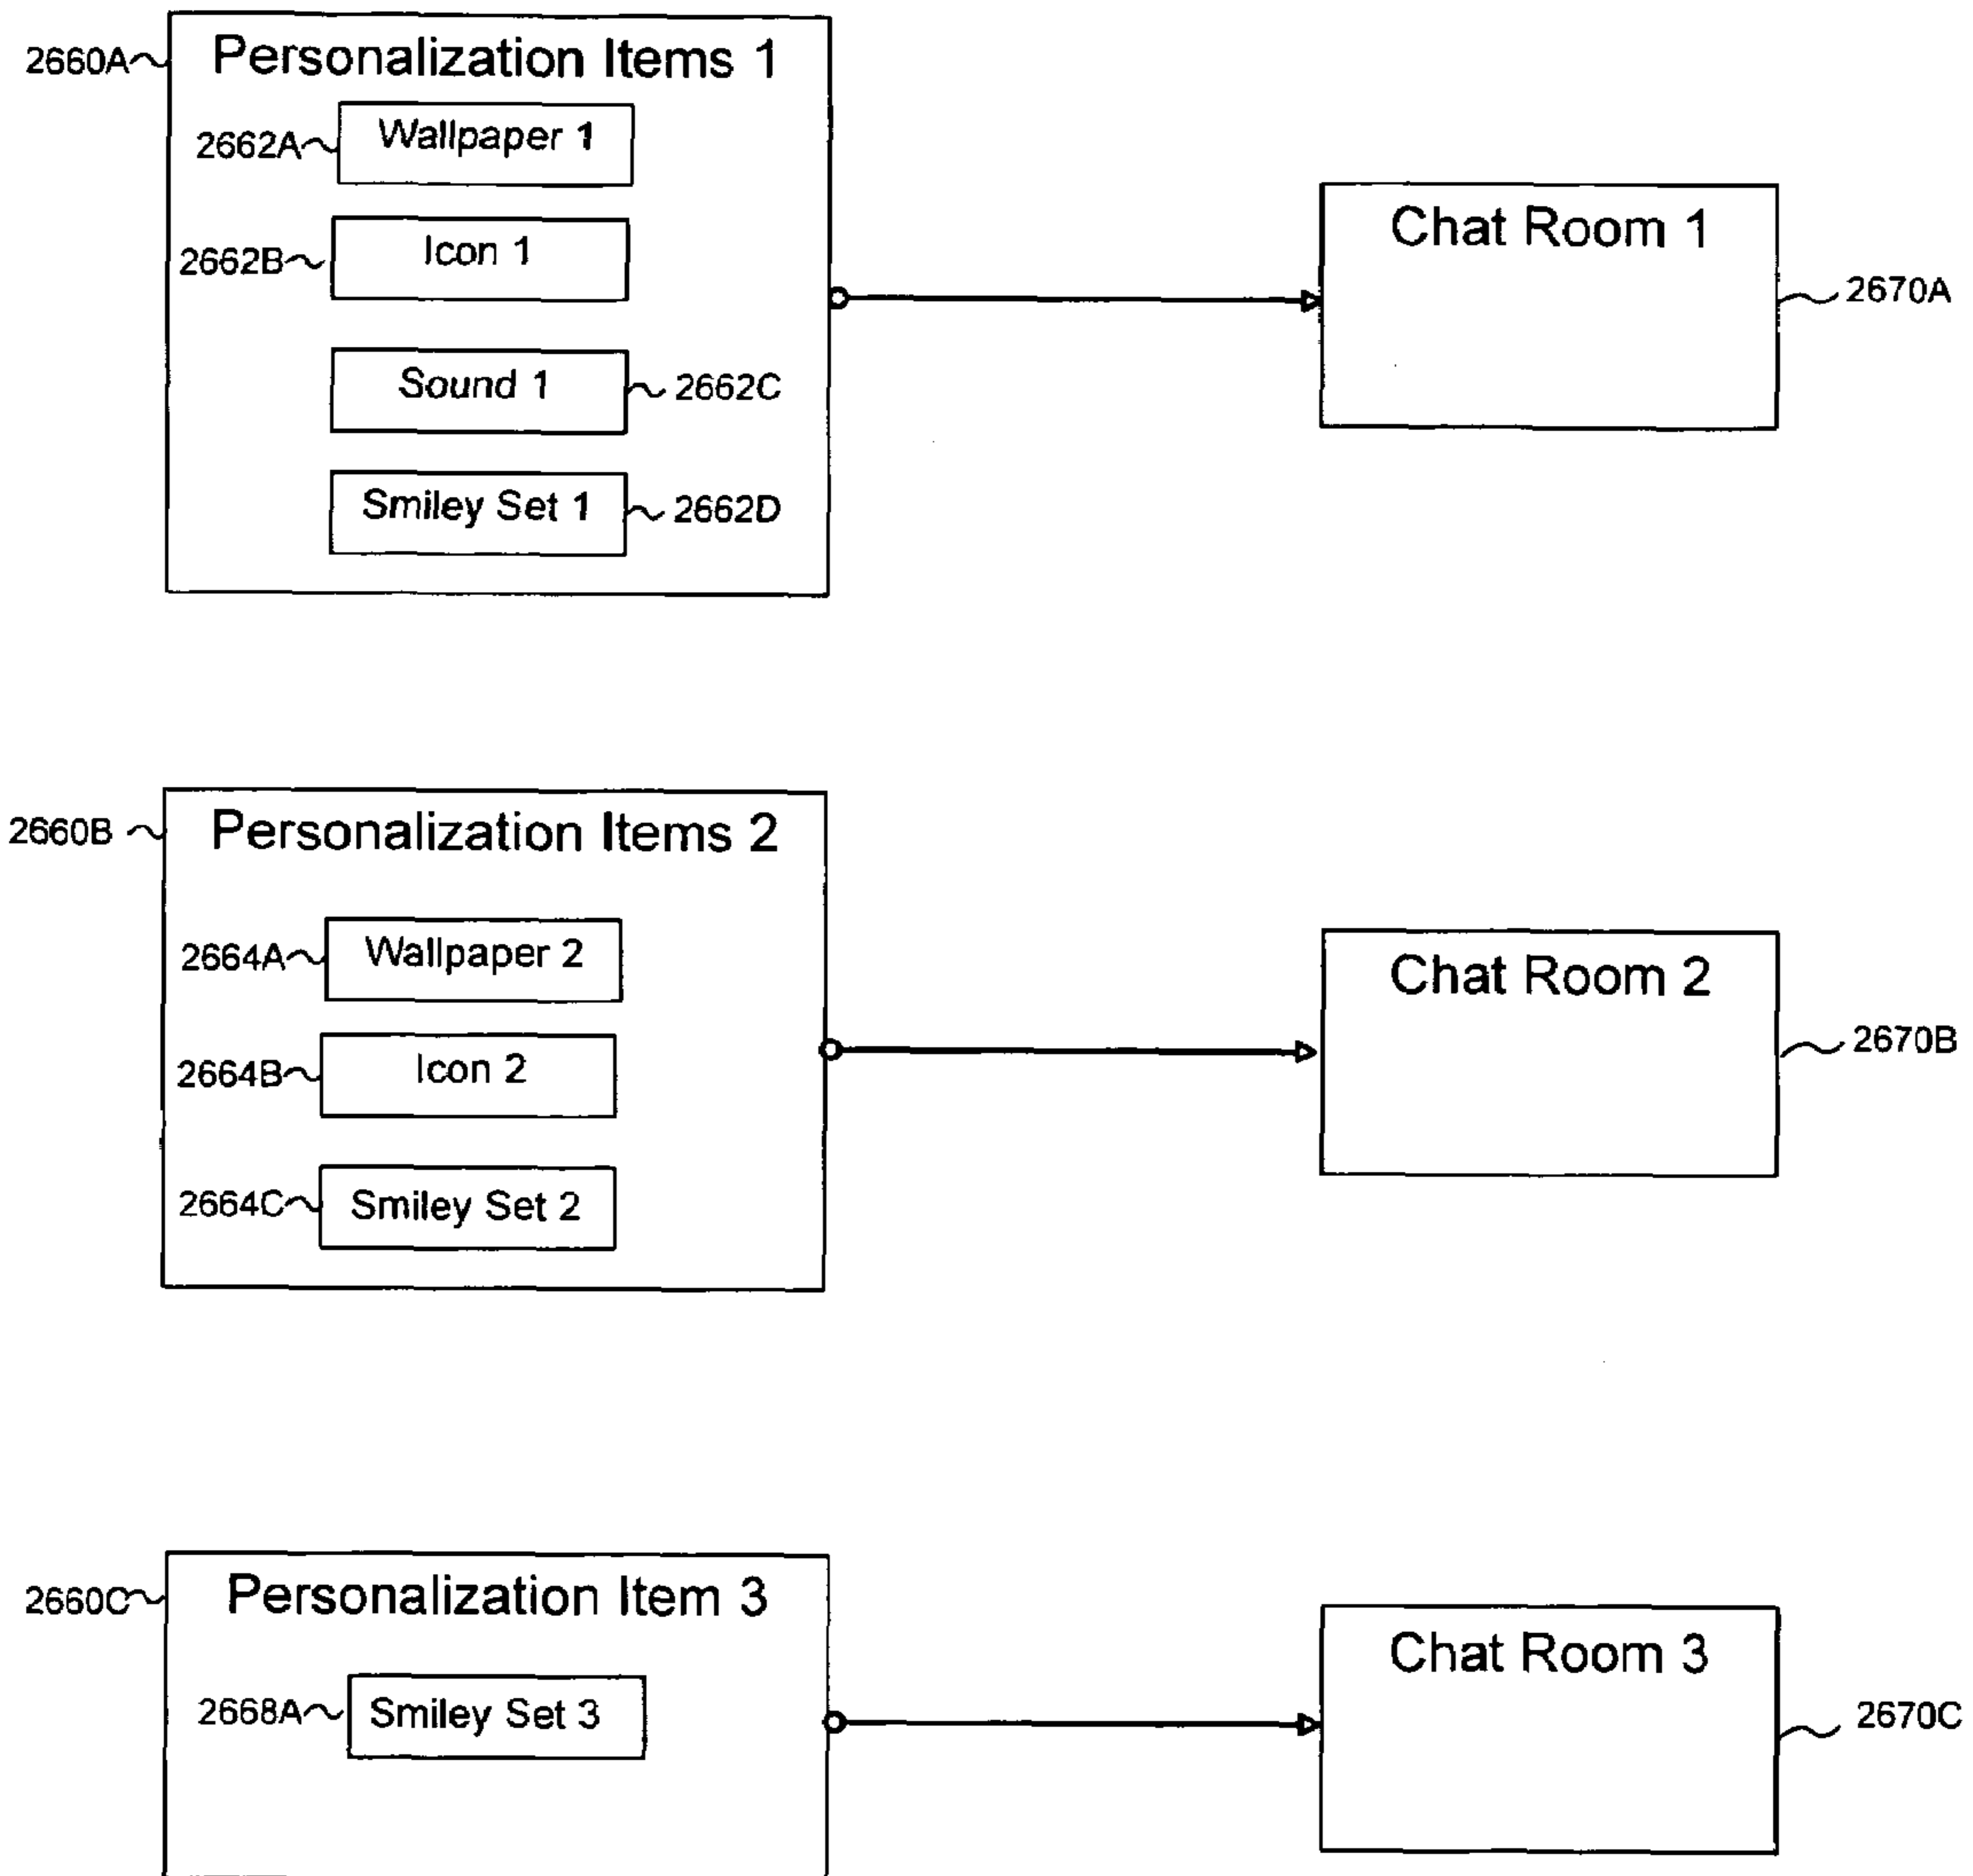 2660A
Personalization Items 1
2662A
Wallpaper 1
2662B
Icon 1
Sound 1
2662C
Smiley Set 1
2662D
Chat Room 1
2670A
2660B
Personalization Items 2
2664A
Wallpaper 2
2664B
Icon 2
2664C
Smiley Set 2
Chat Room 2
2670B
2660C
Personalization Item 3
2668A
Smiley Set 3
Chat Room 3
2670C